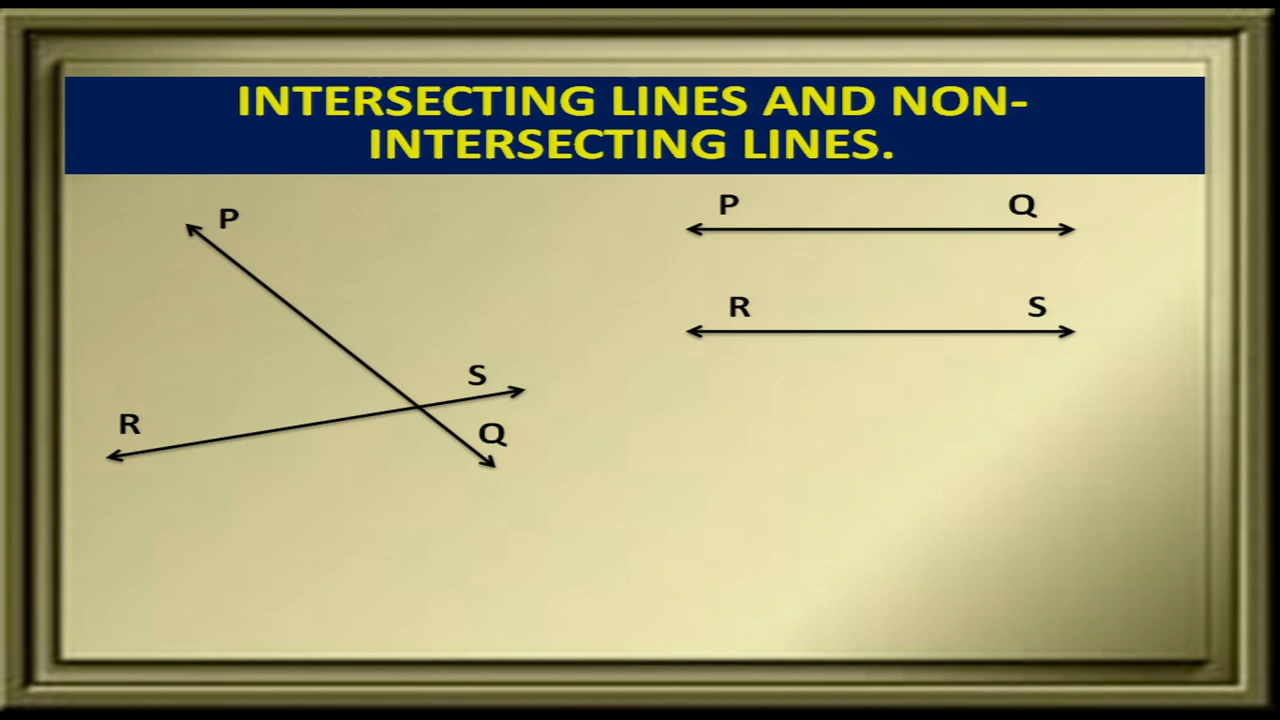 INTERSECTING LINES AND NON-
INTERSECTING LINES.
P
P Q
R S
S
R
Q